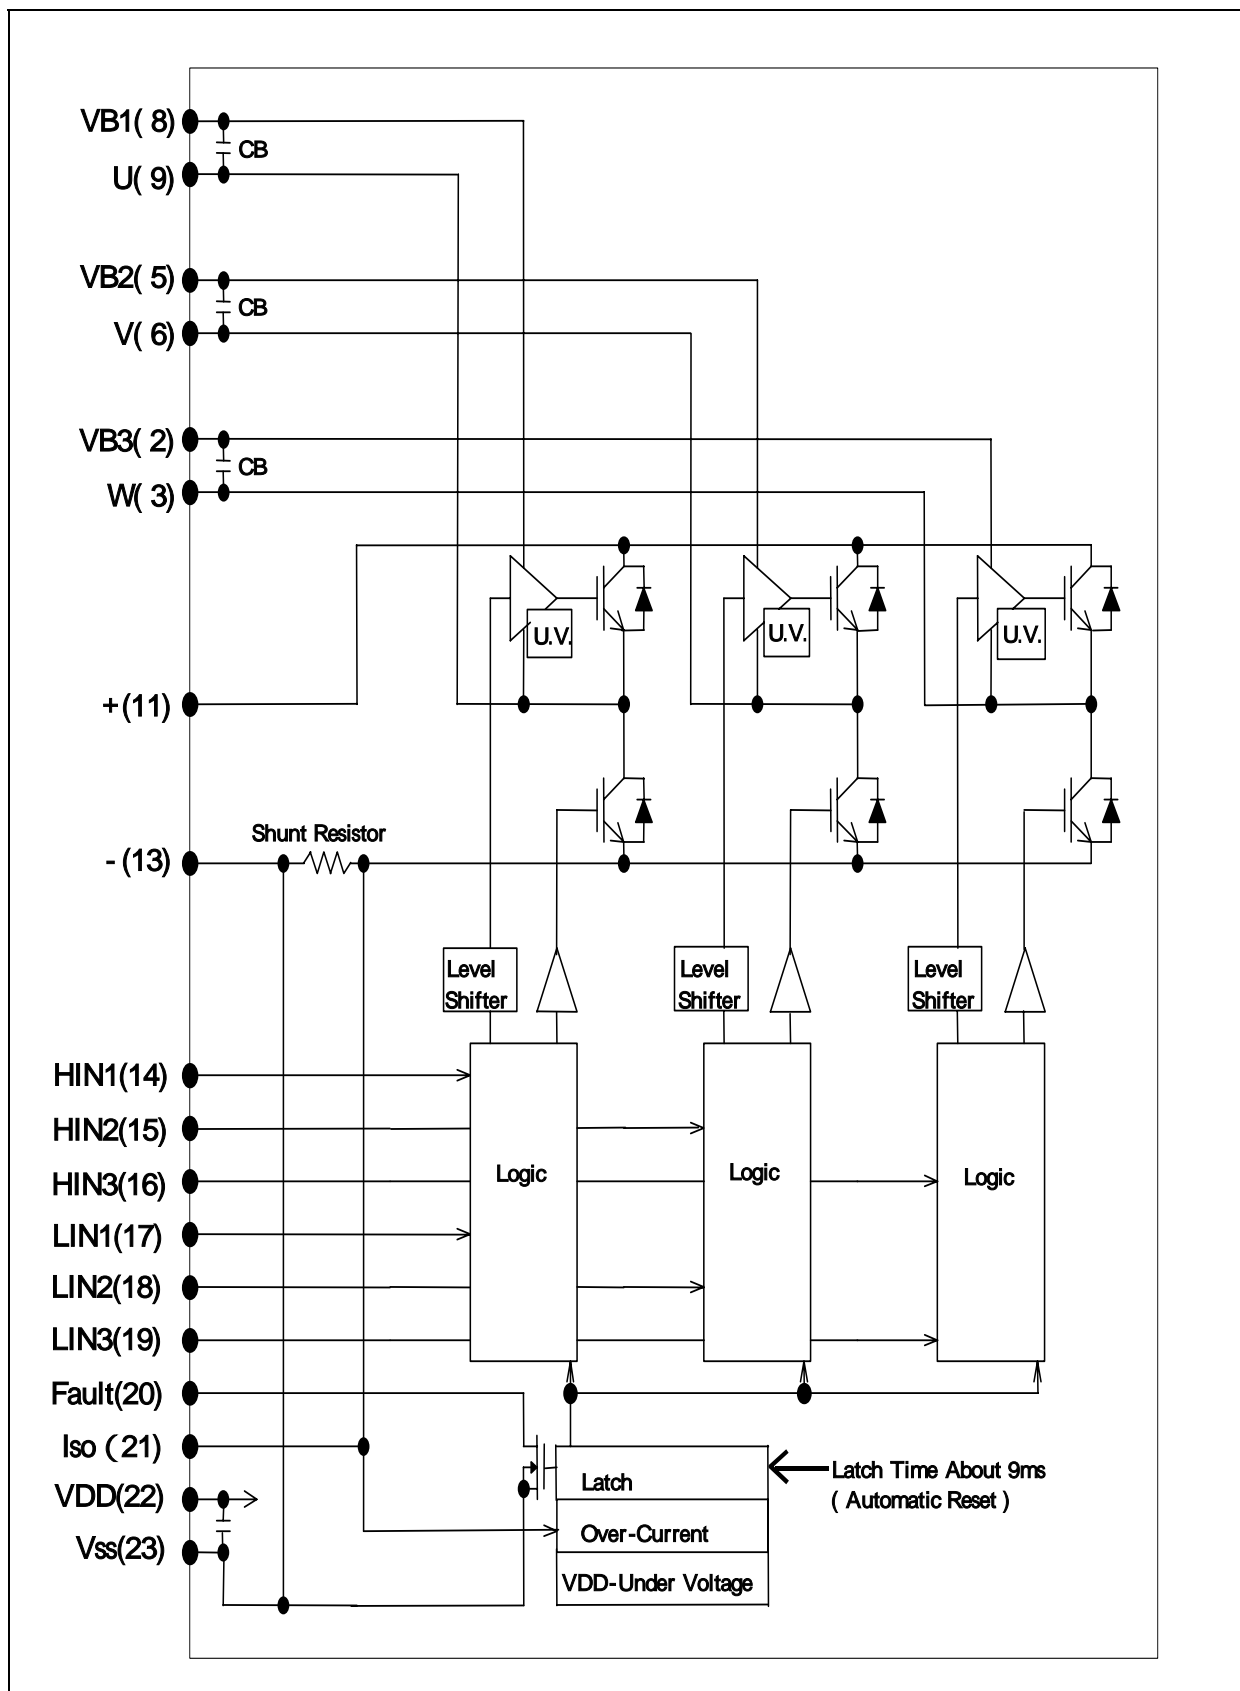 VB1( 8)
CB
U( 9)
VB2( 5)
CB
V( 6)
VB3( 2)
CB
W( 3)
U.V.
U.V.
U.V.
+(11)
Shunt Resistor
-(13)
Level
Shifter
Level
Shifter
Level
Shifter
HIN1(14)
HIN2(15)
HIN3(16)
Logic
Logic
Logic
LIN1(17)
LIN2(18)
LIN3(19)
Fault(20)
Iso (21)
VDD(22)
Vss(23)
Latch
Over-Current
VDD-Under Voltage
Latch Time About 9ms
( Automatic Reset )